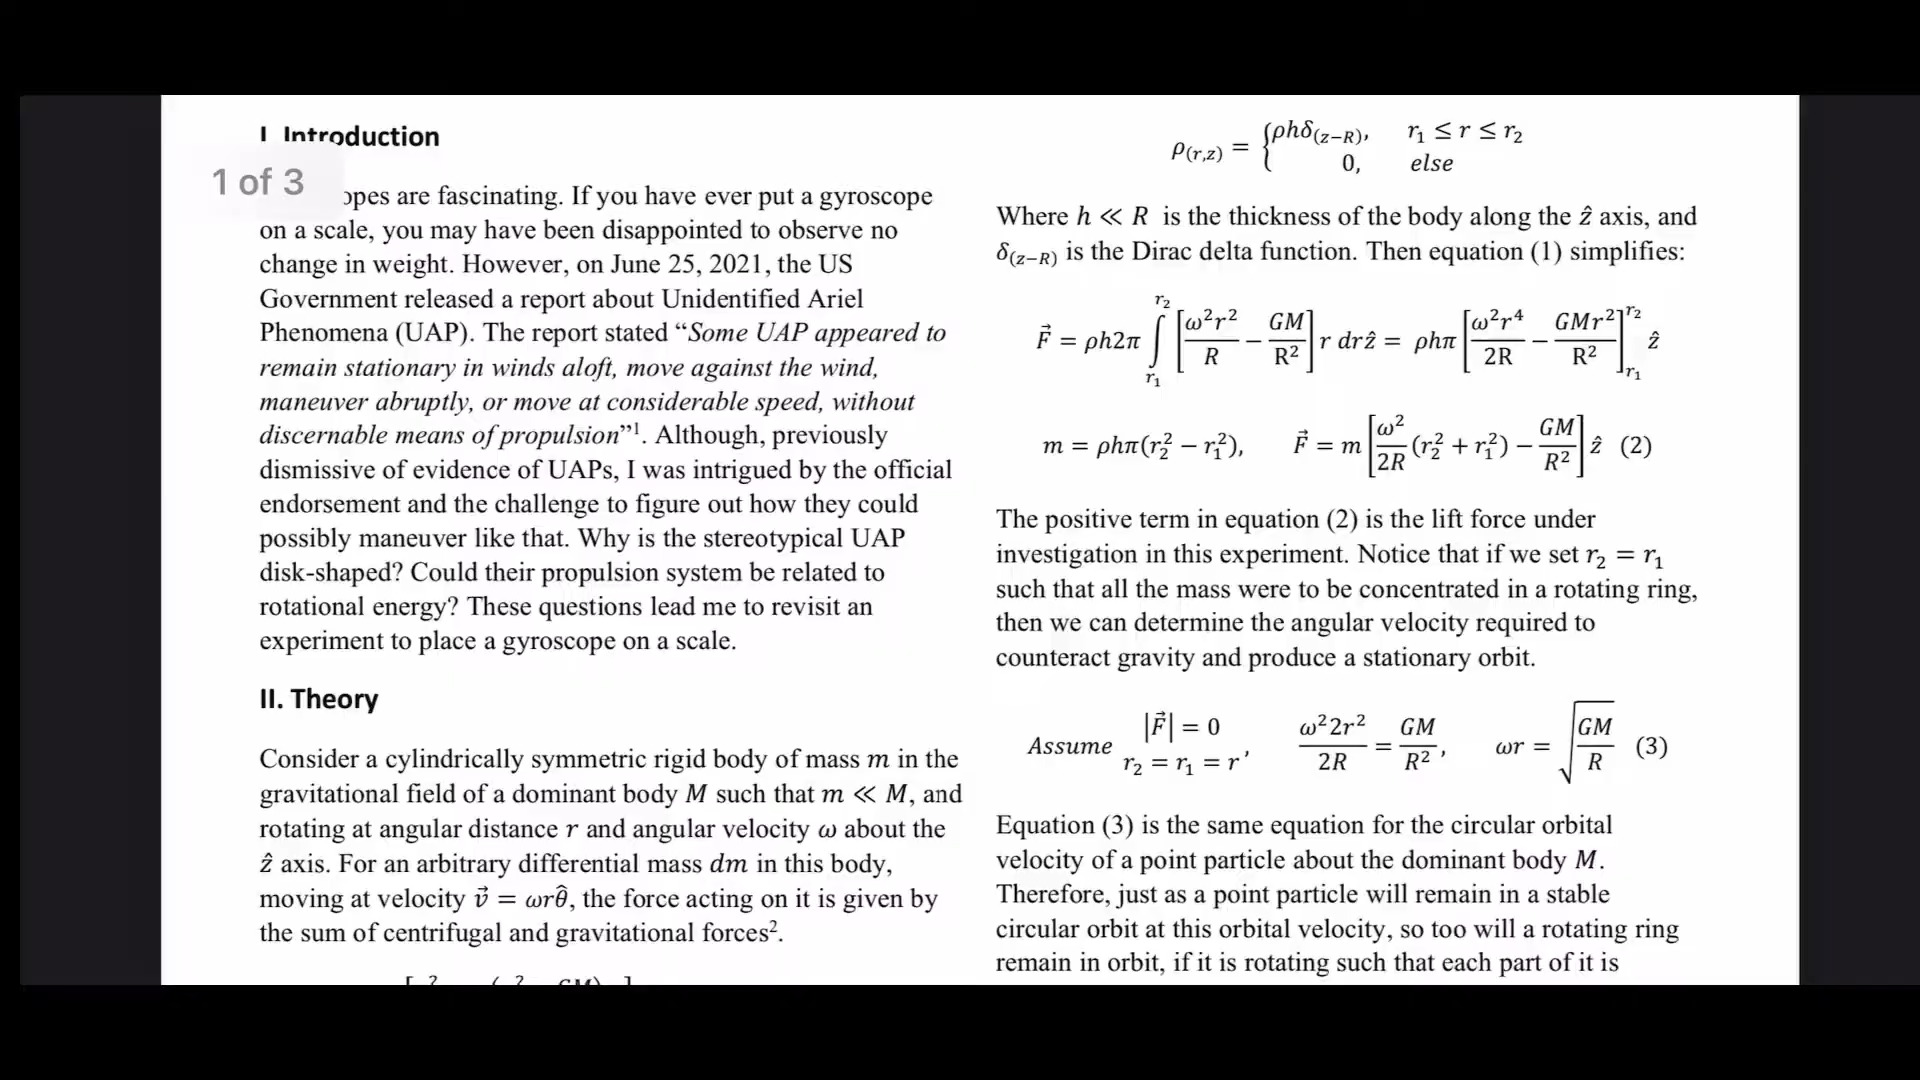 I. Introduction
1 of 3
opes are fascinating. If you have ever put a gyroscope
on a scale, you may have been disappointed to observe no
change in weight. However, on June 25, 2021, the US
Government released a report about Unidentified Ariel
Phenomena (UAP). The report stated “Some UAP appeared to
remain stationary in winds aloft, move against the wind,
maneuver abruptly, or move at considerable speed, without
discernable means of propulsion”¹. Although, previously
dismissive of evidence of UAPs, I was intrigued by the official
endorsement and the challenge to figure out how they could
possibly maneuver like that. Why is the stereotypical UAP
disk-shaped? Could their propulsion system be related to
rotational energy? These questions lead me to revisit an
experiment to place a gyroscope on a scale.
II. Theory
Consider a cylindrically symmetric rigid body of mass m in the
gravitational field of a dominant body M such that m ≪ M, and
rotating at angular distance r and angular velocity ω about the
ẑ axis. For an arbitrary differential mass dm in this body,
moving at velocity v⃗ = ωrθ̂, the force acting on it is given by
the sum of centrifugal and gravitational forces².
ρ(r,z) = { ρhδ(z−R), r₁ ≤ r ≤ r₂
0, else
Where h ≪ R is the thickness of the body along the ẑ axis, and
δ(z−R) is the Dirac delta function. Then equation (1) simplifies:
F⃗ = ρh2π ∫_{r₁}^{r₂} [ω²r²/R − GM/R²] r drẑ = ρhπ [ω²r⁴/2R − GMr²/R²]_{r₁}^{r₂} ẑ
m = ρhπ(r₂² − r₁²), F⃗ = m [ω²/2R (r₂² + r₁²) − GM/R²] ẑ (2)
The positive term in equation (2) is the lift force under
investigation in this experiment. Notice that if we set r₂ = r₁
such that all the mass were to be concentrated in a rotating ring,
then we can determine the angular velocity required to
counteract gravity and produce a stationary orbit.
Assume |F⃗| = 0 r₂ = r₁ = r, ω²2r²/2R = GM/R², ωr = √(GM/R) (3)
Equation (3) is the same equation for the circular orbital
velocity of a point particle about the dominant body M.
Therefore, just as a point particle will remain in a stable
circular orbit at this orbital velocity, so too will a rotating ring
remain in orbit, if it is rotating such that each part of it is